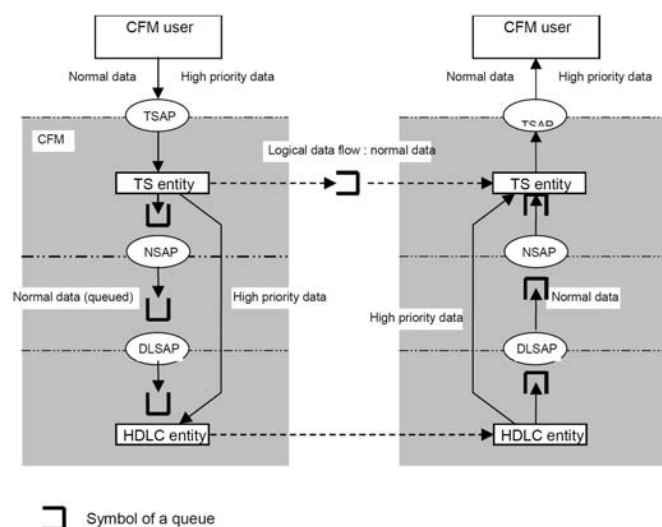 CFM user
CFM user
Normal data
High priority data
Normal data
High priority data
TSAP
TSAP
CFM
Logical data flow : normal data
TS entity
TS entity
NSAP
NSAP
Normal data (queued)
High priority data
Normal data
High priority data
DLSAP
DLSAP
HDLC entity
HDLC entity
Symbol of a queue